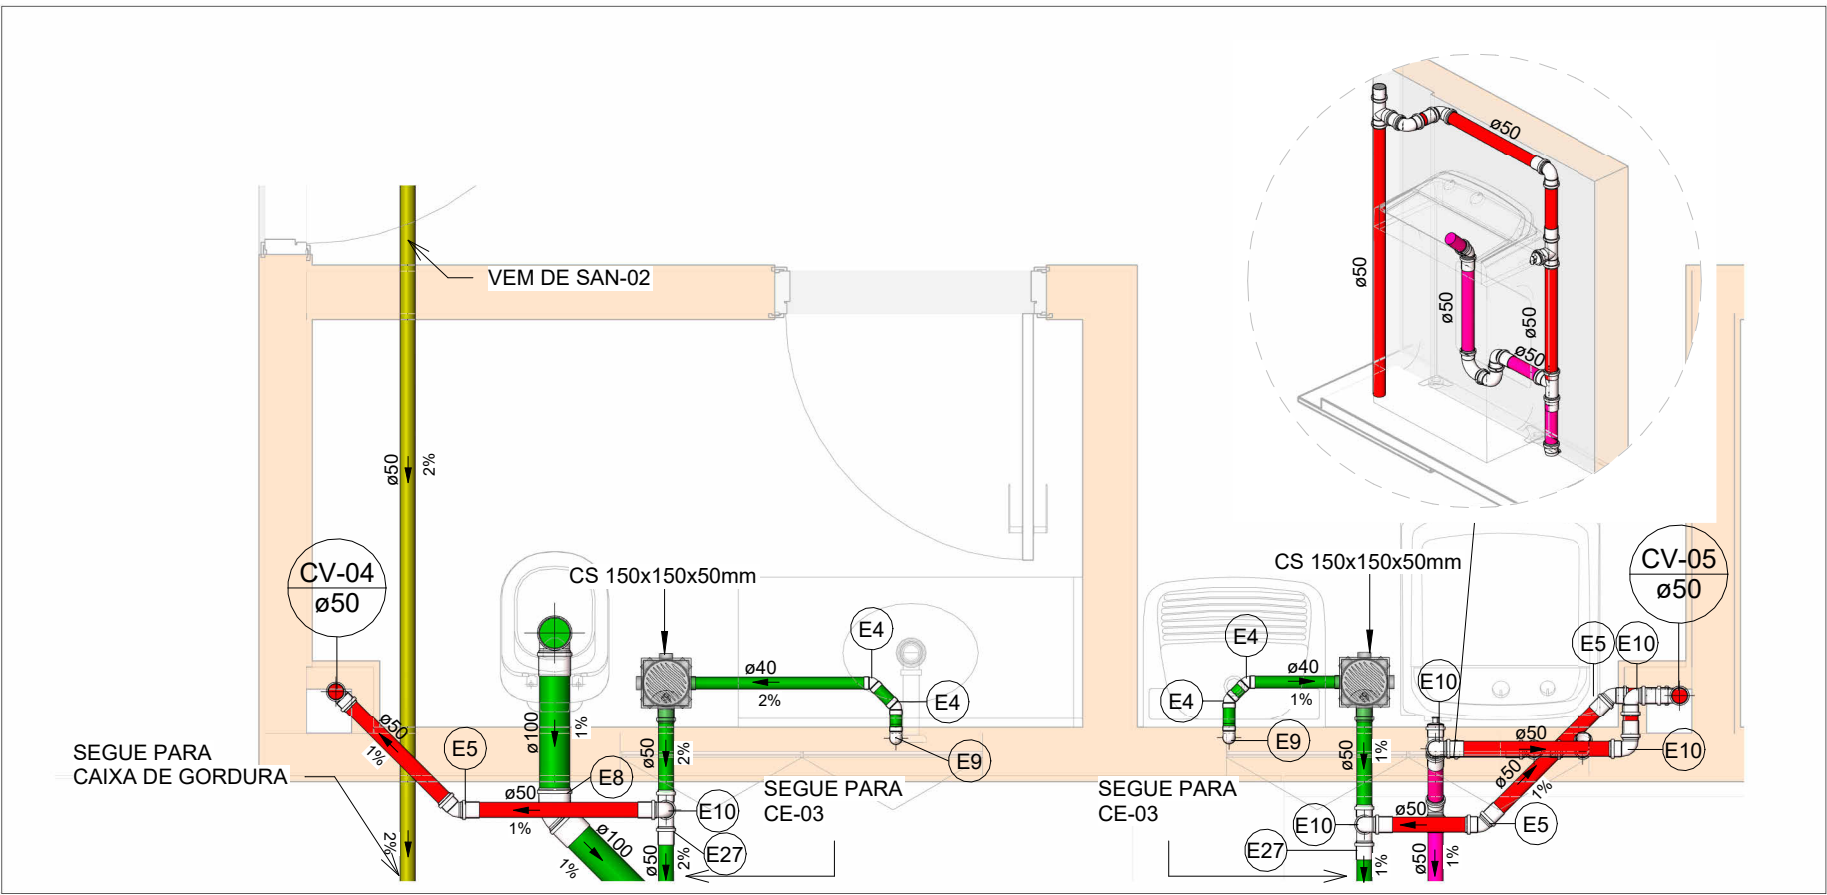 ø50
ø50
ø50
ø50
ø50
VEM DE SAN-02
ø50
2%
CV-04
ø50
CS 150x150x50mm
CS 150x150x50mm
CV-05
ø50
E4
E4
E5
E10
ø40
2%
ø40
1%
E4
E4
E10
ø50
1%
ø100
1%
ø50
2%
E9
E9
ø50
1%
ø50
E10
SEGUE PARA
CAIXA DE GORDURA
E5
E8
SEGUE PARA
CE-03
SEGUE PARA
CE-03
ø50
1%
ø50
1%
E10
E10
ø50
E5
2%
ø100
1%
ø50
2%
E27
E27
1%
ø50
1%